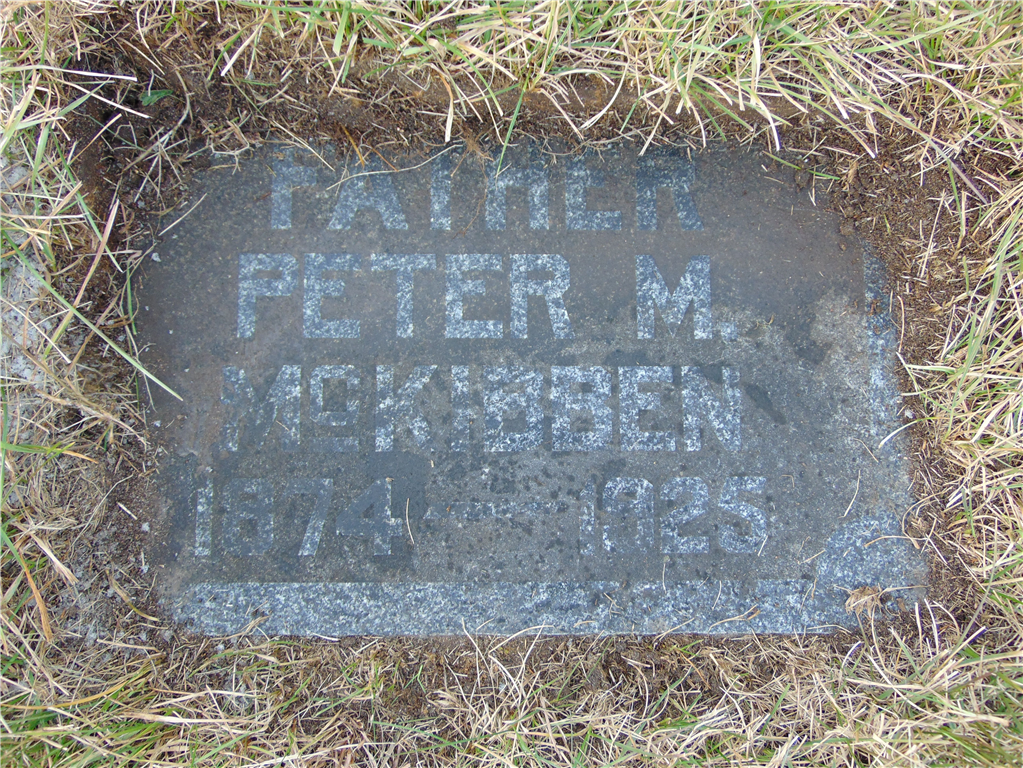 FATHER
PETER M.
McKIBBEN
1874 — 1925